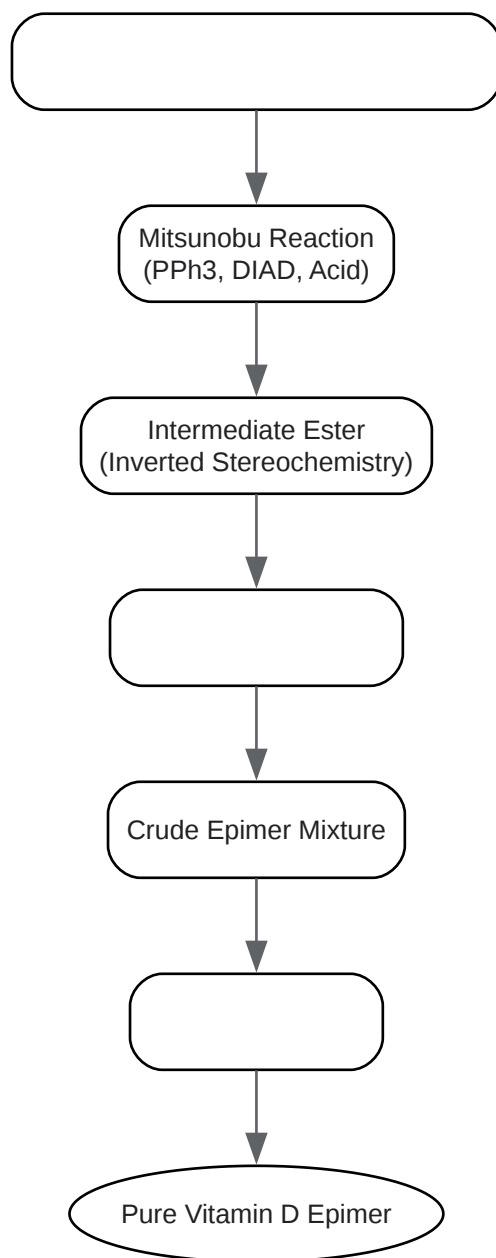 Mitsunobu Reaction
(PPh3, DIAD, Acid)
Intermediate Ester
(Inverted Stereochemistry)
Crude Epimer Mixture
Pure Vitamin D Epimer